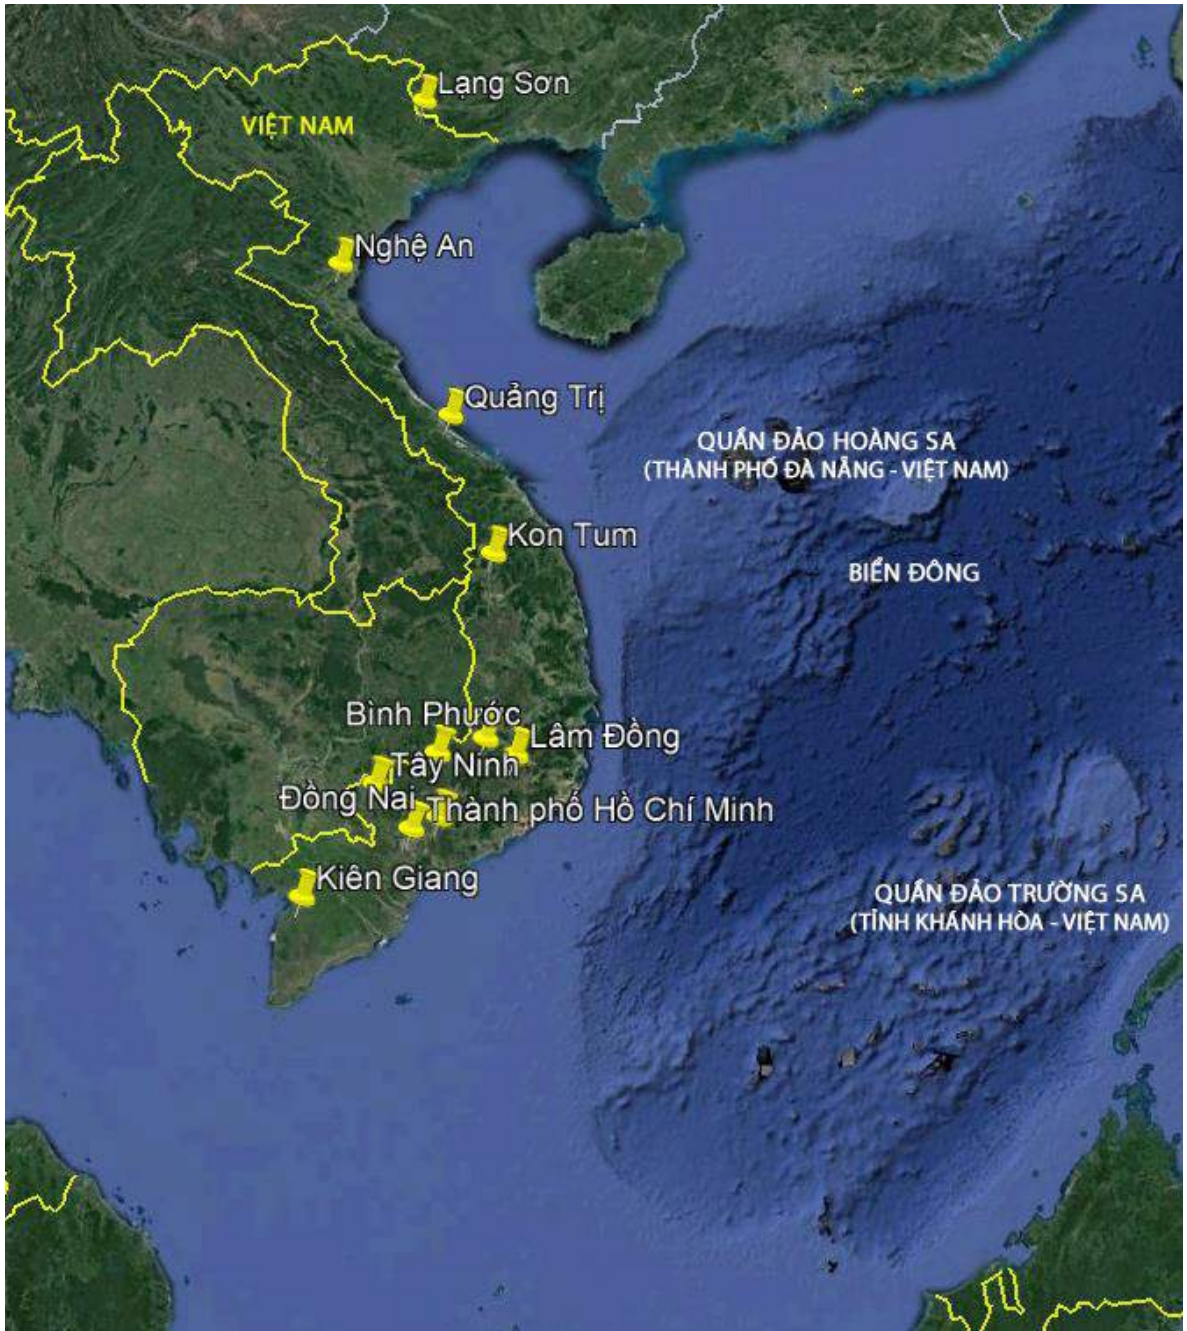 Lạng Sơn
VIỆT NAM
Nghệ An
Quảng Trị
QUẦN ĐẢO HOÀNG SA
(THÀNH PHỐ ĐÀ NẴNG - VIỆT NAM)
Kon Tum
BIỂN ĐÔNG
Bình Phước
Lâm Đồng
Tây Ninh
Đồng Nai
Thành phố Hồ Chí Minh
Kiên Giang
QUẦN ĐẢO TRƯỜNG SA
(TỈNH KHÁNH HÒA - VIỆT NAM)